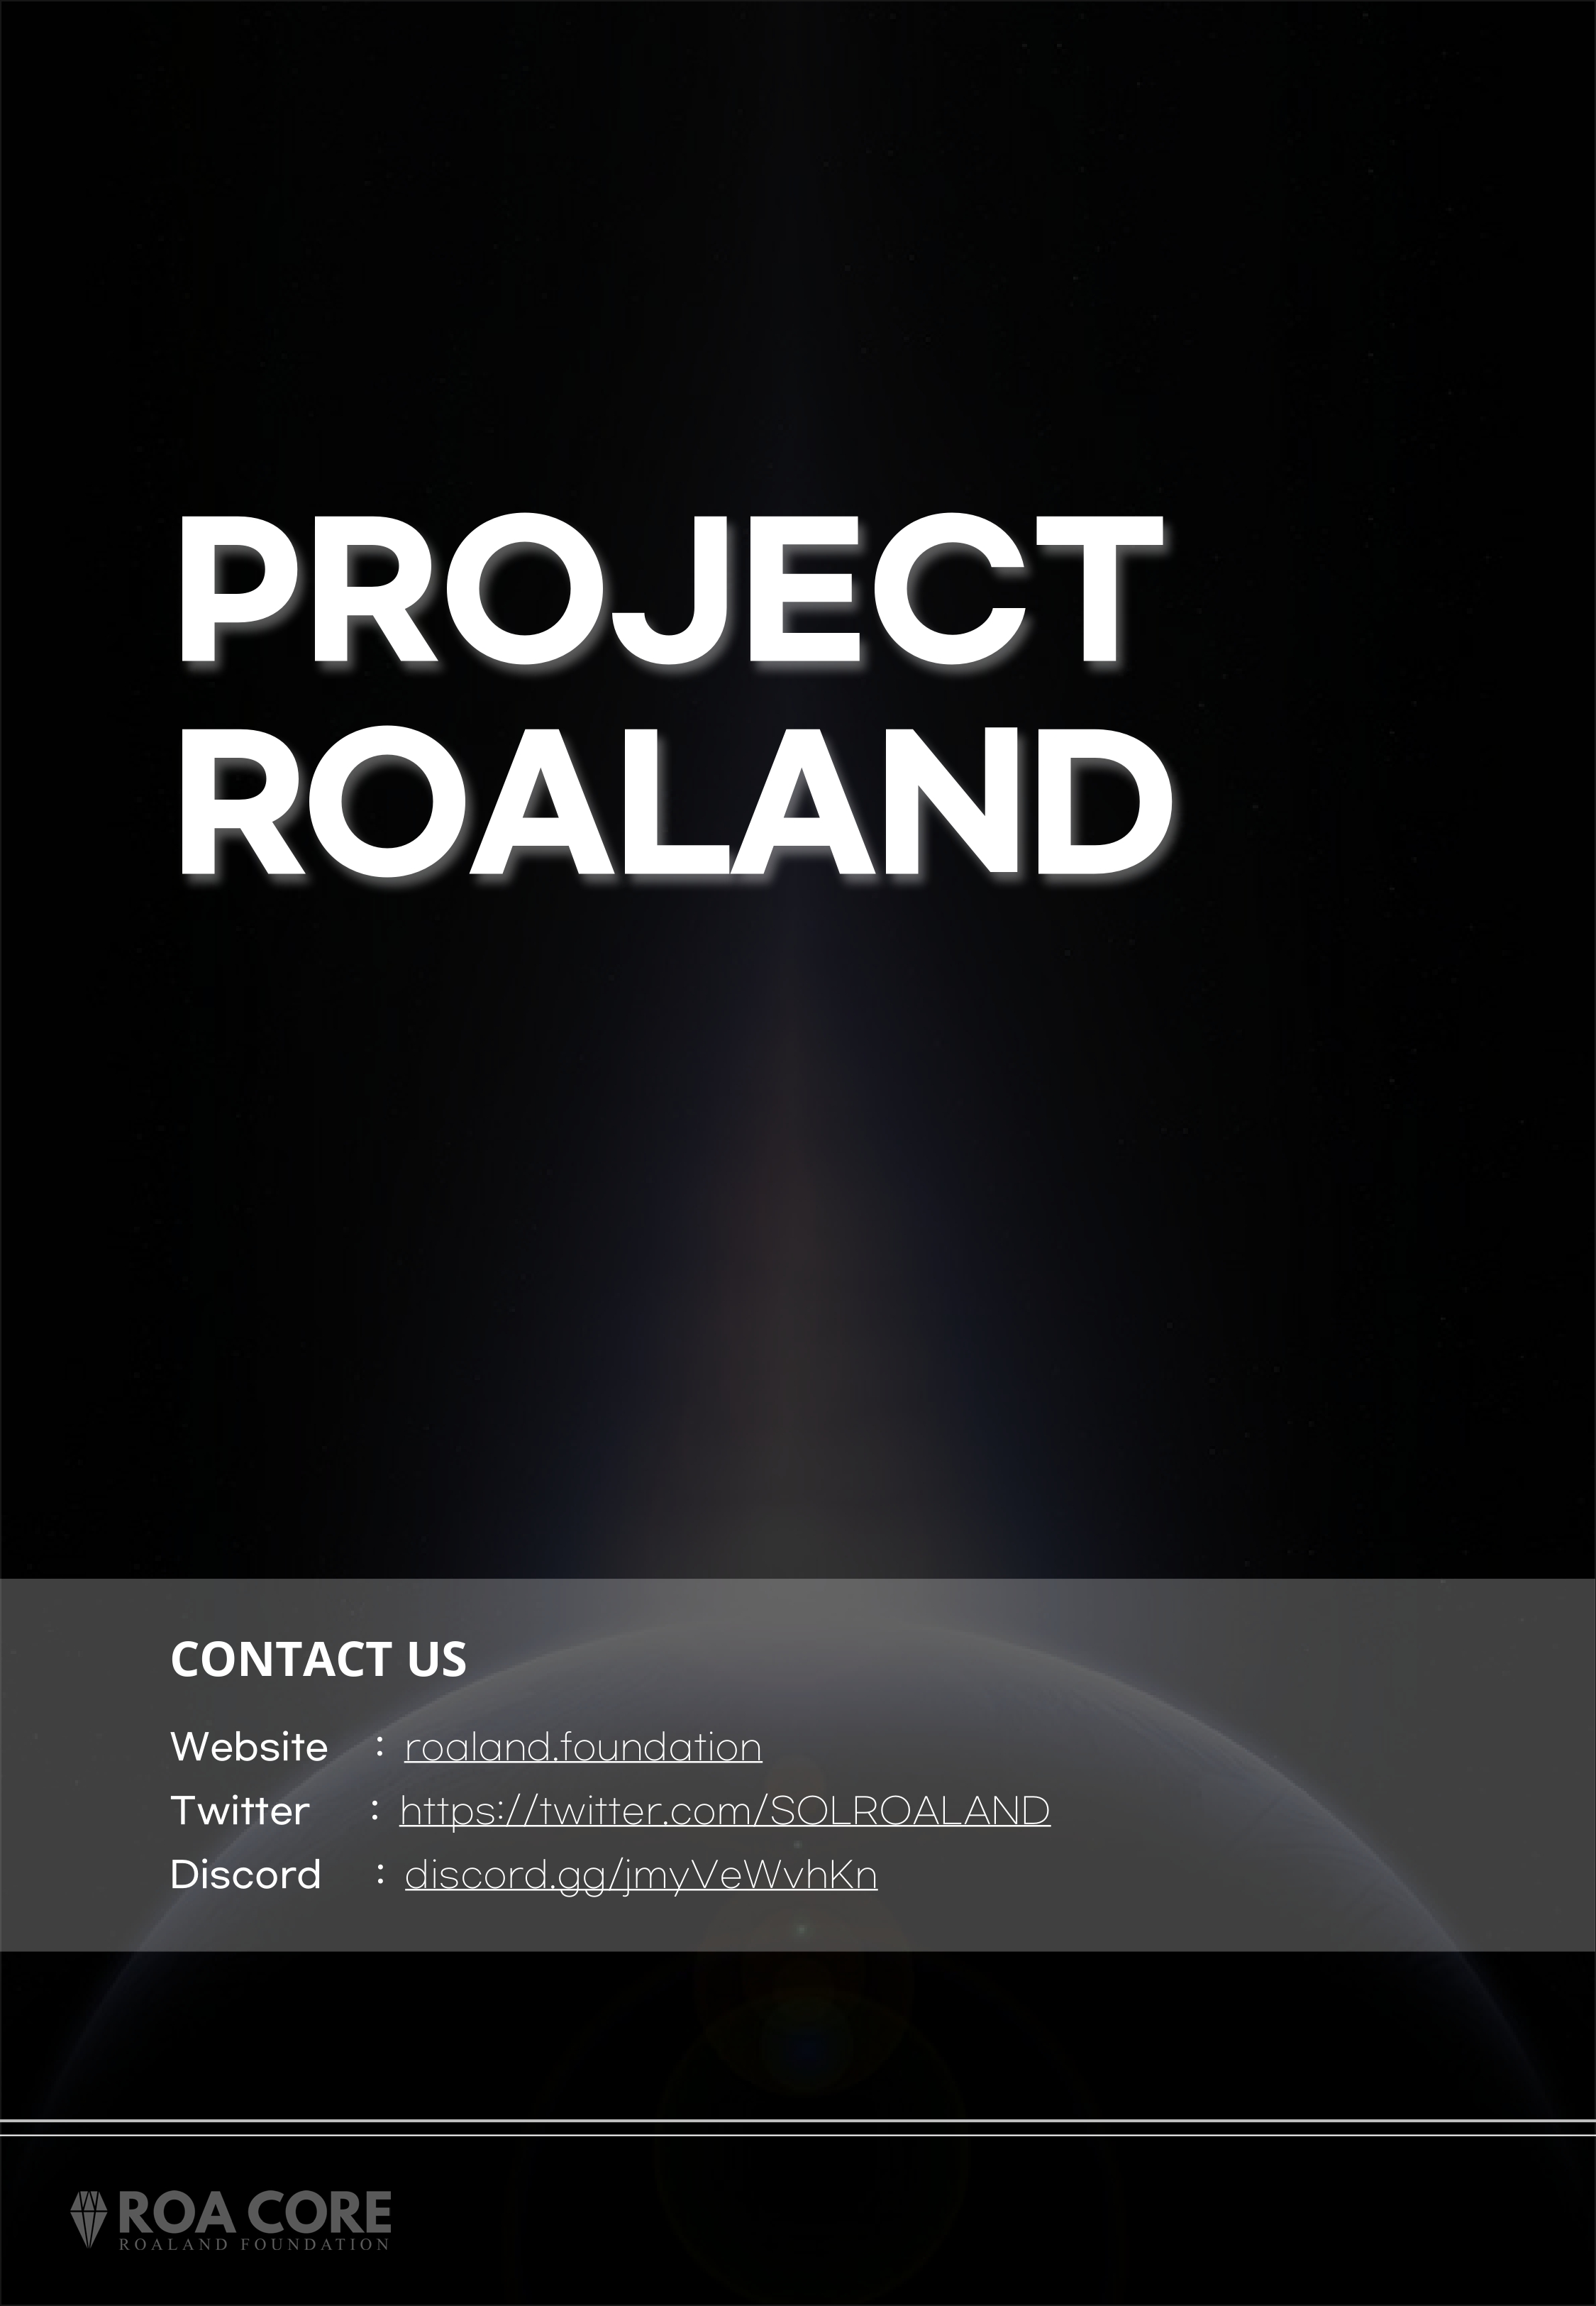 PROJECT
ROALAND
CONTACT US
Website : roaland.foundation
Twitter : https://twitter.com/SOLROALAND
Discord : discord.gg/jmyVeWvhKn
ROA CORE
ROALAND FOUNDATION